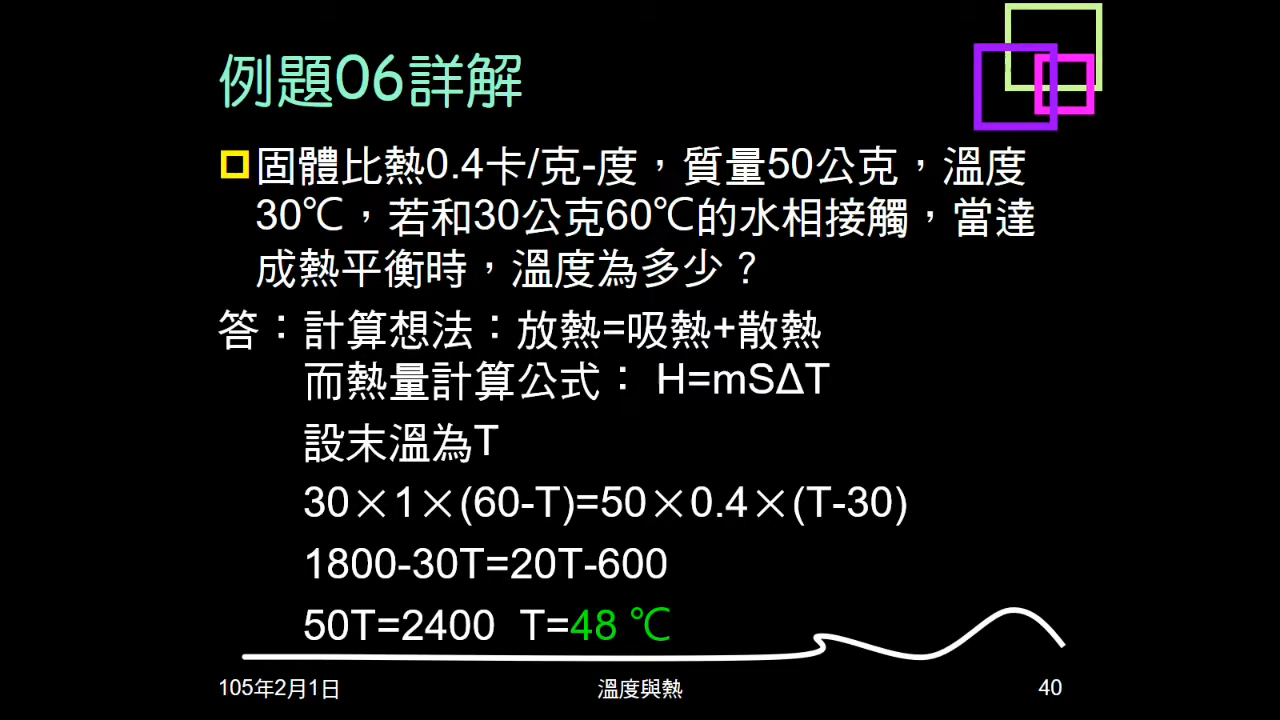 例題06詳解
固體比熱0.4卡/克-度，質量50公克，溫度
30℃，若和30公克60℃的水相接觸，當達
成熱平衡時，溫度為多少？
答：計算想法：放熱=吸熱+散熱
而熱量計算公式： H=mSΔT
設末溫為T
30×1×(60-T)=50×0.4×(T-30)
1800-30T=20T-600
50T=2400 T=48 ℃
105年2月1日 溫度與熱 40